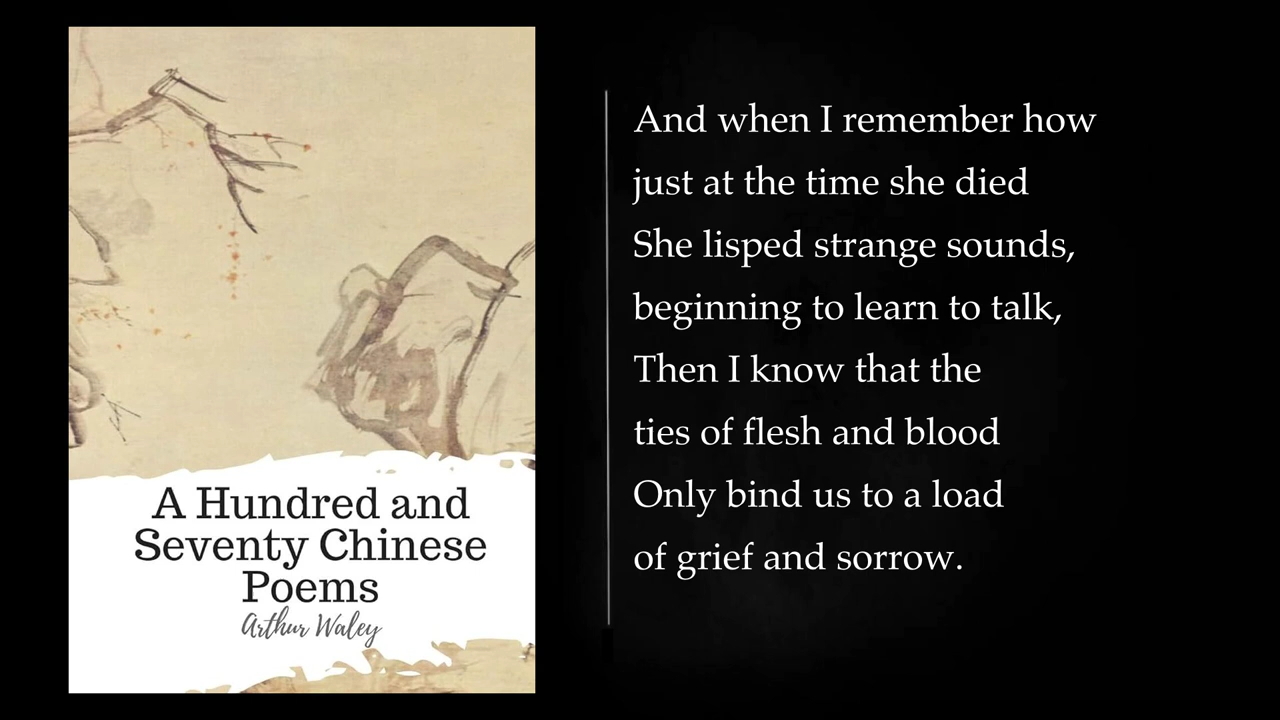 A Hundred and
Seventy Chinese
Poems
Arthur Waley
And when I remember how
just at the time she died
She lisped strange sounds,
beginning to learn to talk,
Then I know that the
ties of flesh and blood
Only bind us to a load
of grief and sorrow.